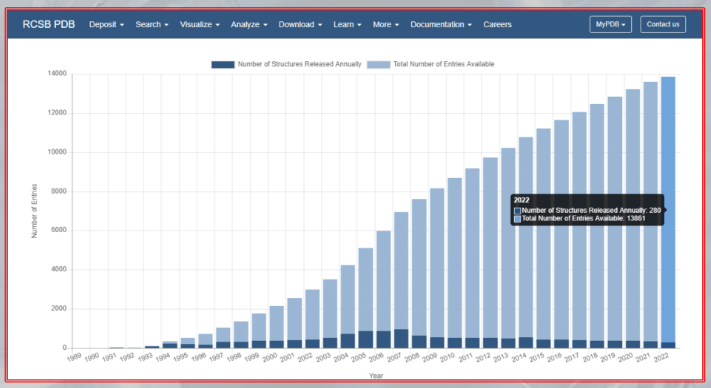 RCSB PDB Deposit Search Visualize Analyze Download Learn More Documentation Careers MyPDB Contact us
Number of Structures Released Annually Total Number of Entries Available
14000
12000
10000
8000
6000
4000
2000
0
Number of Entries
2022
Number of Structures Released Annually: 280
Total Number of Entries Available: 13861
1989 1990 1991 1992 1993 1994 1995 1996 1997 1998 1999 2000 2001 2002 2003 2004 2005 2006 2007 2008 2009 2010 2011 2012 2013 2014 2015 2016 2017 2018 2019 2020 2021 2022
Year